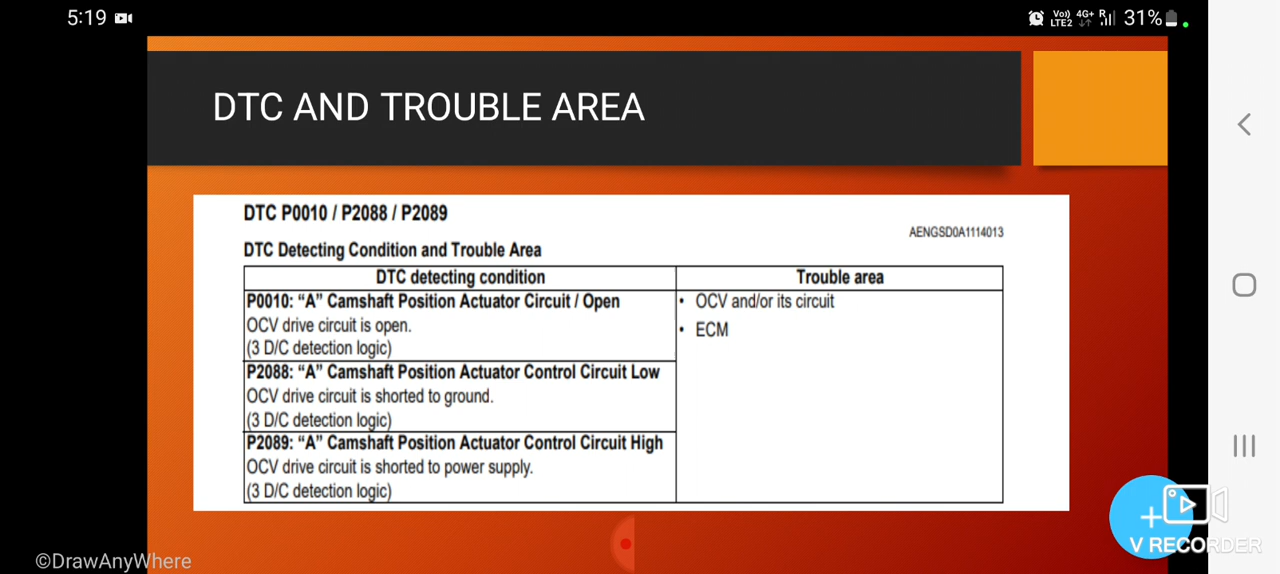 5:19
Vo)) 4G+ R 31%
LTE2
DTC AND TROUBLE AREA
DTC P0010 / P2088 / P2089
AENGSD0A1114013
DTC Detecting Condition and Trouble Area
DTC detecting condition Trouble area
P0010: “A” Camshaft Position Actuator Circuit / Open
OCV drive circuit is open.
(3 D/C detection logic)
• OCV and/or its circuit
• ECM
P2088: “A” Camshaft Position Actuator Control Circuit Low
OCV drive circuit is shorted to ground.
(3 D/C detection logic)
P2089: “A” Camshaft Position Actuator Control Circuit High
OCV drive circuit is shorted to power supply.
(3 D/C detection logic)
V RECORDER
©DrawAnyWhere